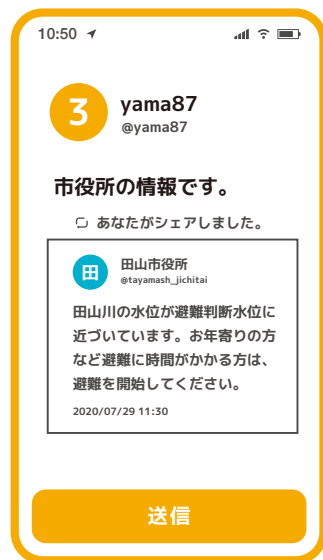 10:50
3
yama87
@yama87
市役所の情報です。
あなたがシェアしました。
田
田山市役所
@tayamash_jichitai
田山川の水位が避難判断水位に
近づいています。お年寄りの方
など避難に時間がかかる方は、
避難を開始してください。
2020/07/29 11:30
送信